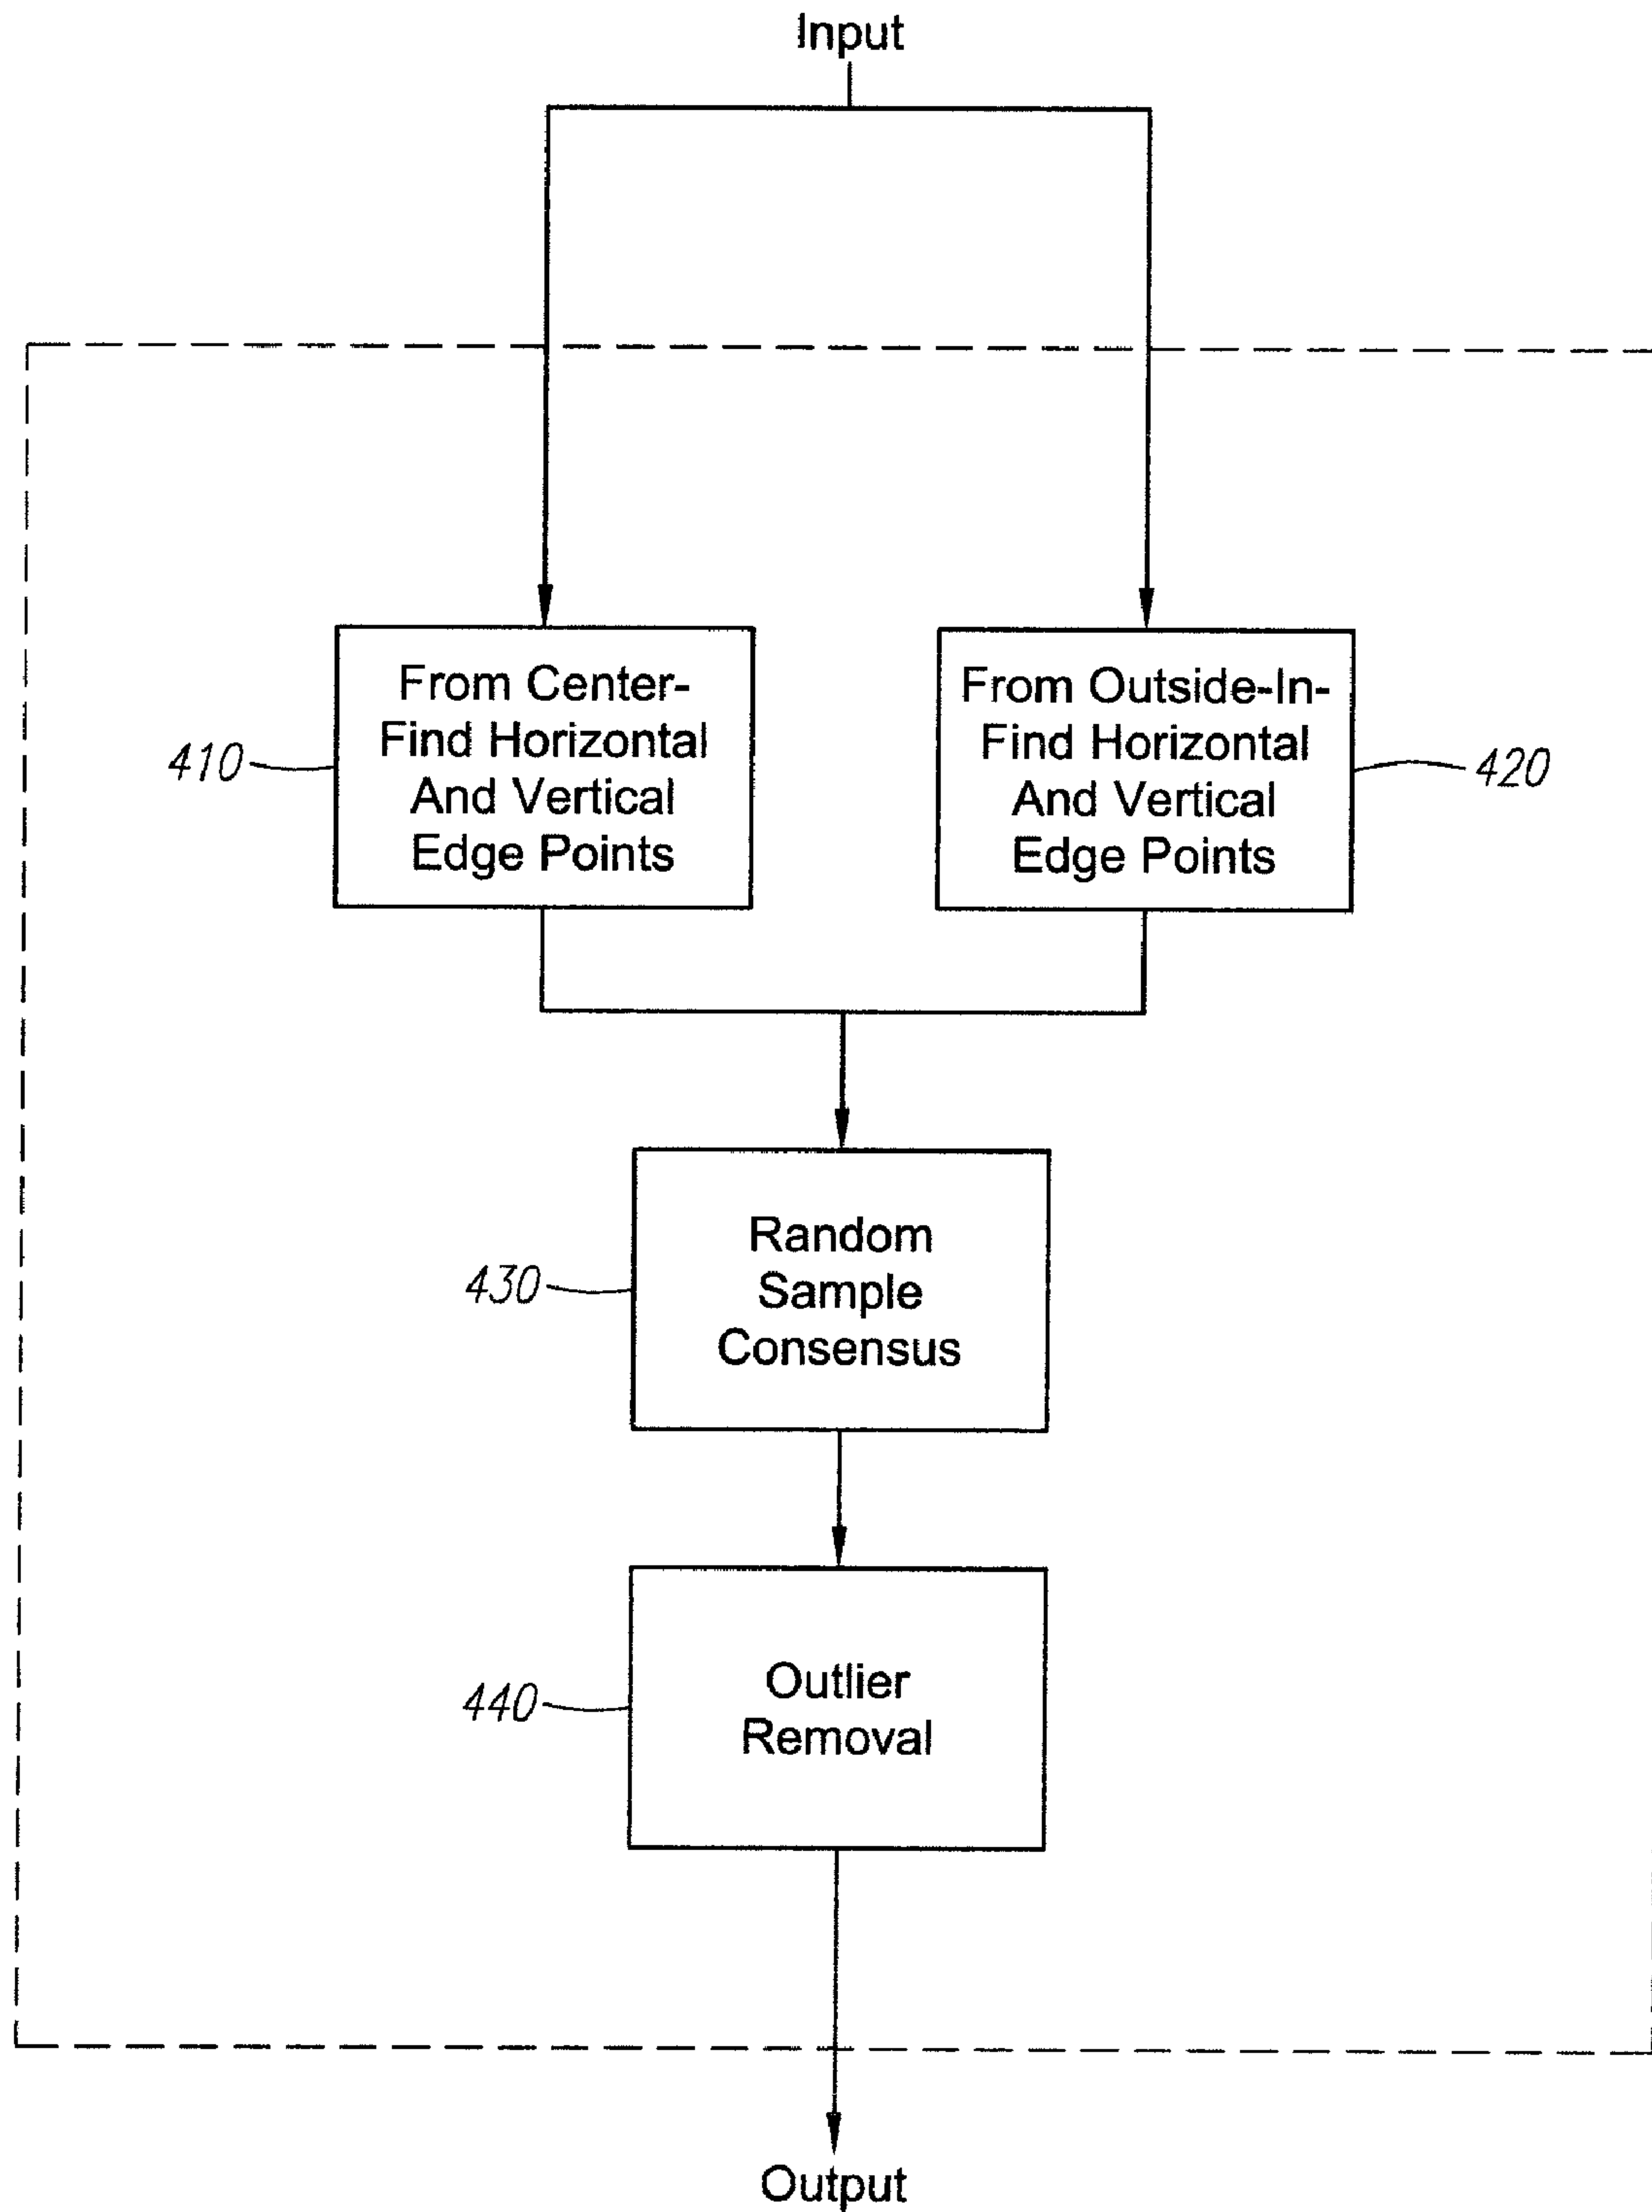 Input
From Center-
Find Horizontal
And Vertical
Edge Points
410
From Outside-In-
Find Horizontal
And Vertical
Edge Points
420
Random
Sample
Consensus
430
Outlier
Removal
440
Output